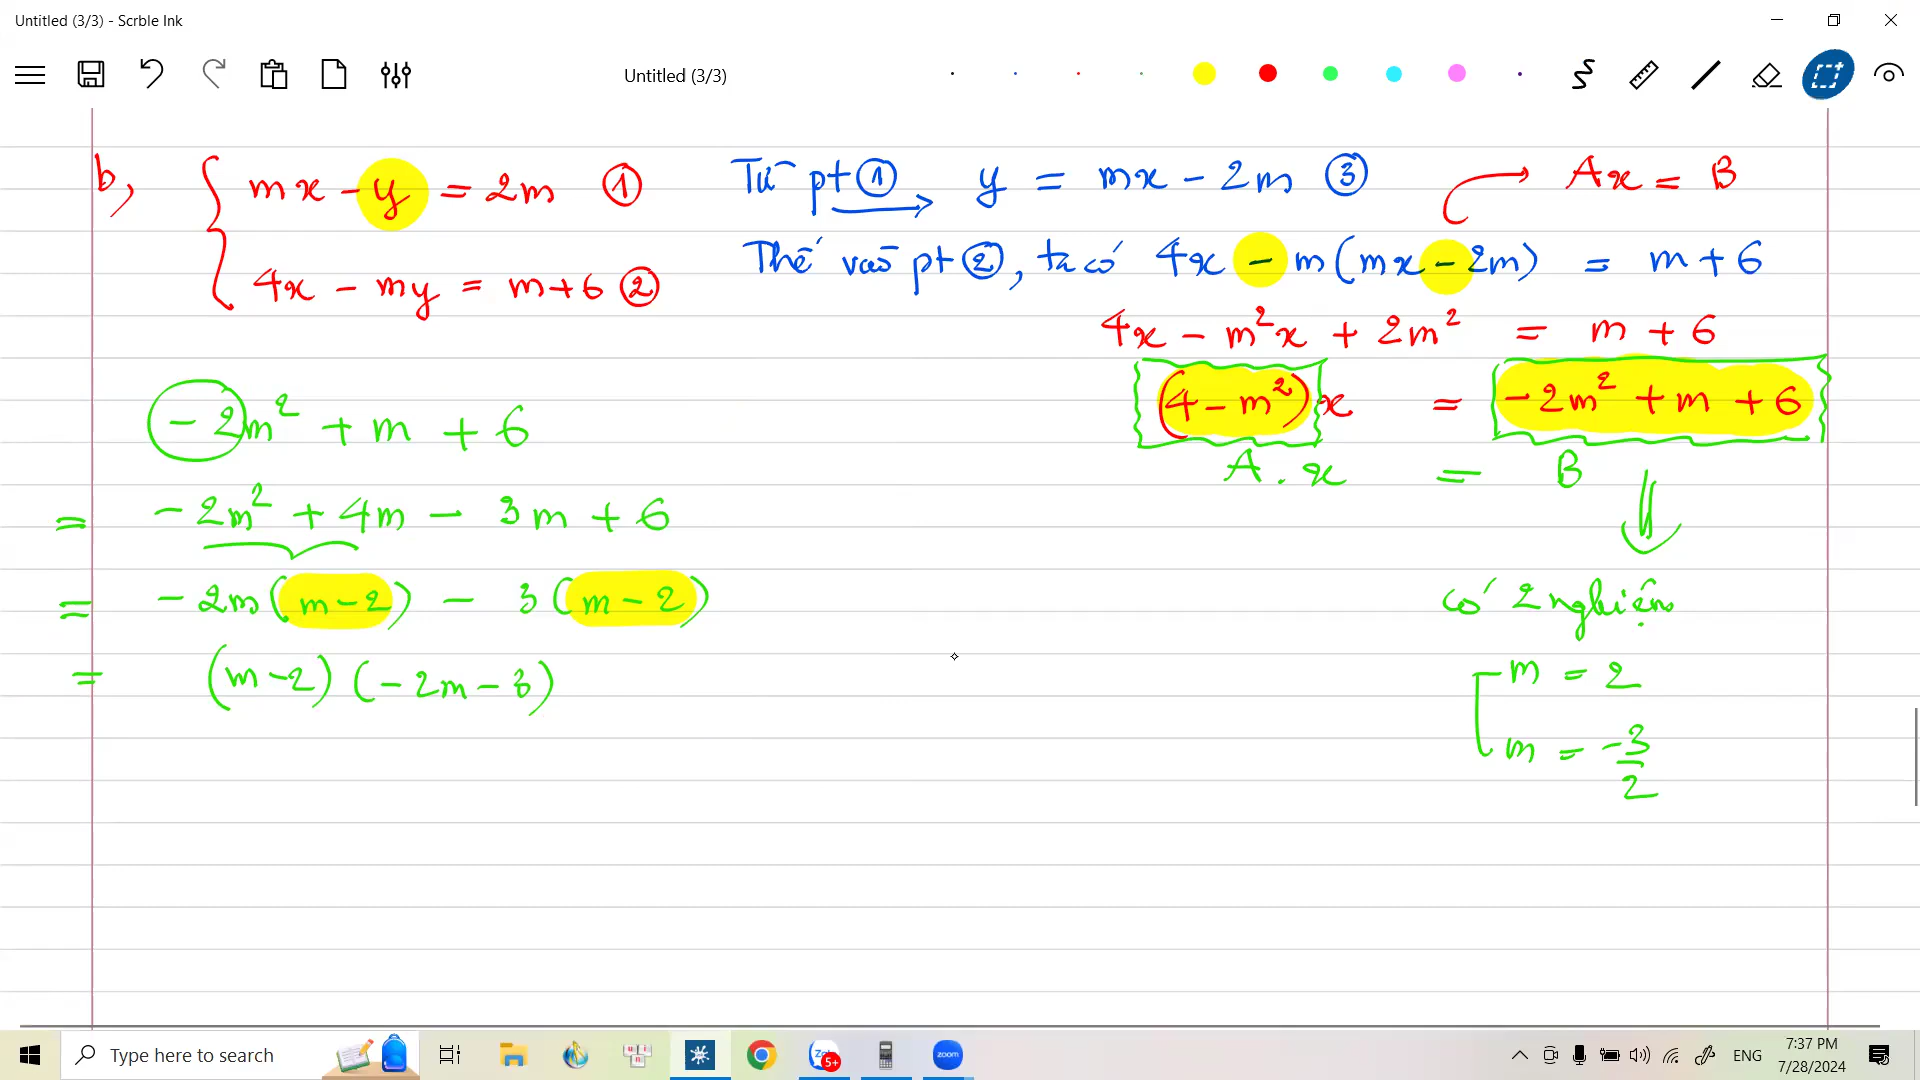 Untitled (3/3) - Scrble Ink
Untitled (3/3)
b, { mx - y = 2m ①
4x - my = m+6 ②
Từ pt ① → y = mx - 2m ③
Ax = B
Thế vào pt ②, ta có 4x - m(mx - 2m) = m + 6
4x - m²x + 2m² = m + 6
(4 - m²)x = -2m² + m + 6
A . x = B
có 2 nghiệm
m = 2
m = -3/2
-2m² + m + 6
= -2m² + 4m - 3m + 6
= -2m(m-2) - 3(m-2)
= (m-2)(-2m-3)
Type here to search
5+
zoom
ENG
7:37 PM
7/28/2024